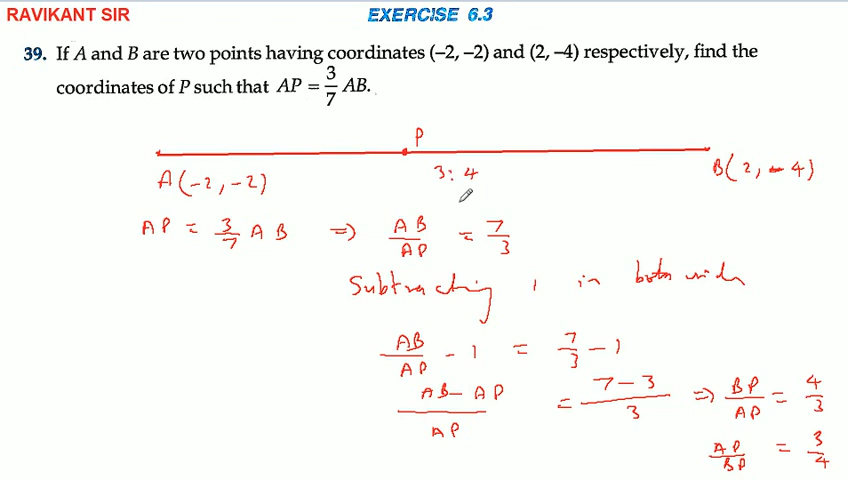 RAVIKANT SIR
EXERCISE 6.3
39. If A and B are two points having coordinates (–2, –2) and (2, –4) respectively, find the
coordinates of P such that AP = 3/7 AB.
P
A(-2, -2)
3:4
B(2, -4)
AP = 3/7 AB ⇒ AB/AP = 7/3
Subtracting 1 in both
AB/AP - 1 = 7/3 - 1
AB - AP/AP = 7-3/3 ⇒ BP/AP = 4/3
AP/BP = 3/4